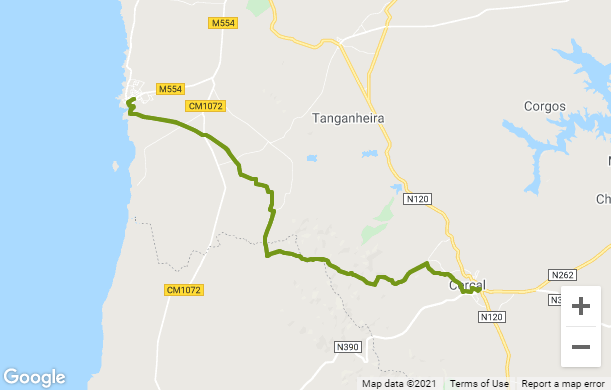 M554
M554
CM1072
Corgos
Tanganheira
N120
Ch
N262
Cercal
CM1072
N3
N120
N390
+
−
Google
Map data ©2021 Terms of Use Report a map error